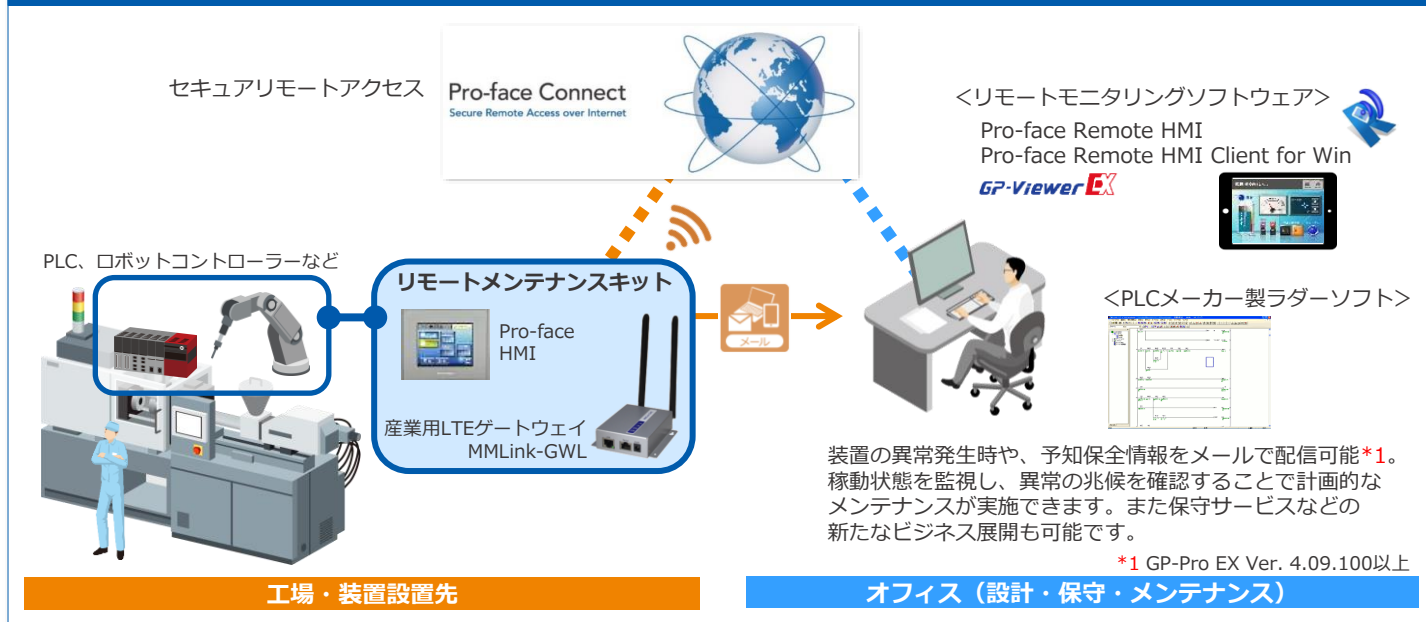 セキュアリモートアクセス
Pro-face Connect
Secure Remote Access over Internet
＜リモートモニタリングソフトウェア＞
Pro-face Remote HMI
Pro-face Remote HMI Client for Win
GP-Viewer EX
PLC、ロボットコントローラーなど
リモートメンテナンスキット
Pro-face
HMI
産業用LTEゲートウェイ
MMLink-GWL
メール
＜PLCメーカー製ラダーソフト＞
装置の異常発生時や、予知保全情報をメールで配信可能*1。
稼動状態を監視し、異常の兆候を確認することで計画的な
メンテナンスが実施できます。また保守サービスなどの
新たなビジネス展開も可能です。
*1 GP-Pro EX Ver. 4.09.100以上
工場・装置設置先
オフィス（設計・保守・メンテナンス）